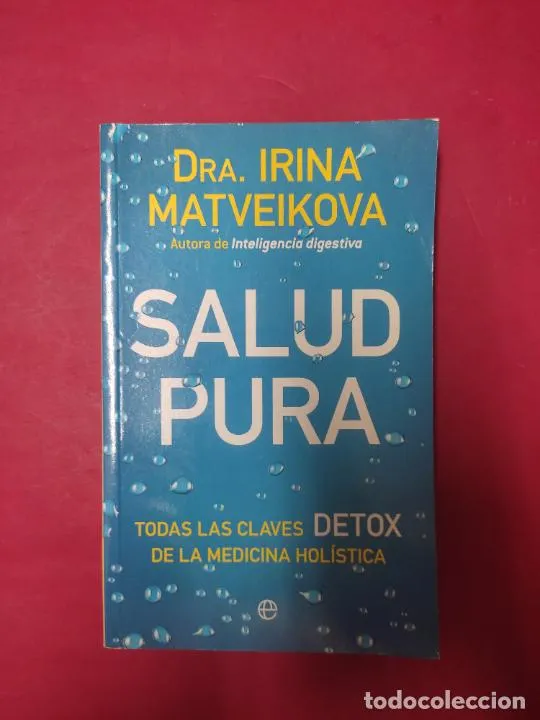 DRA. IRINA
MATVEIKOVA
Autora de Inteligencia digestiva
SALUD
PURA
TODAS LAS CLAVES DETOX
DE LA MEDICINA HOLÍSTICA
e
todocoleccion